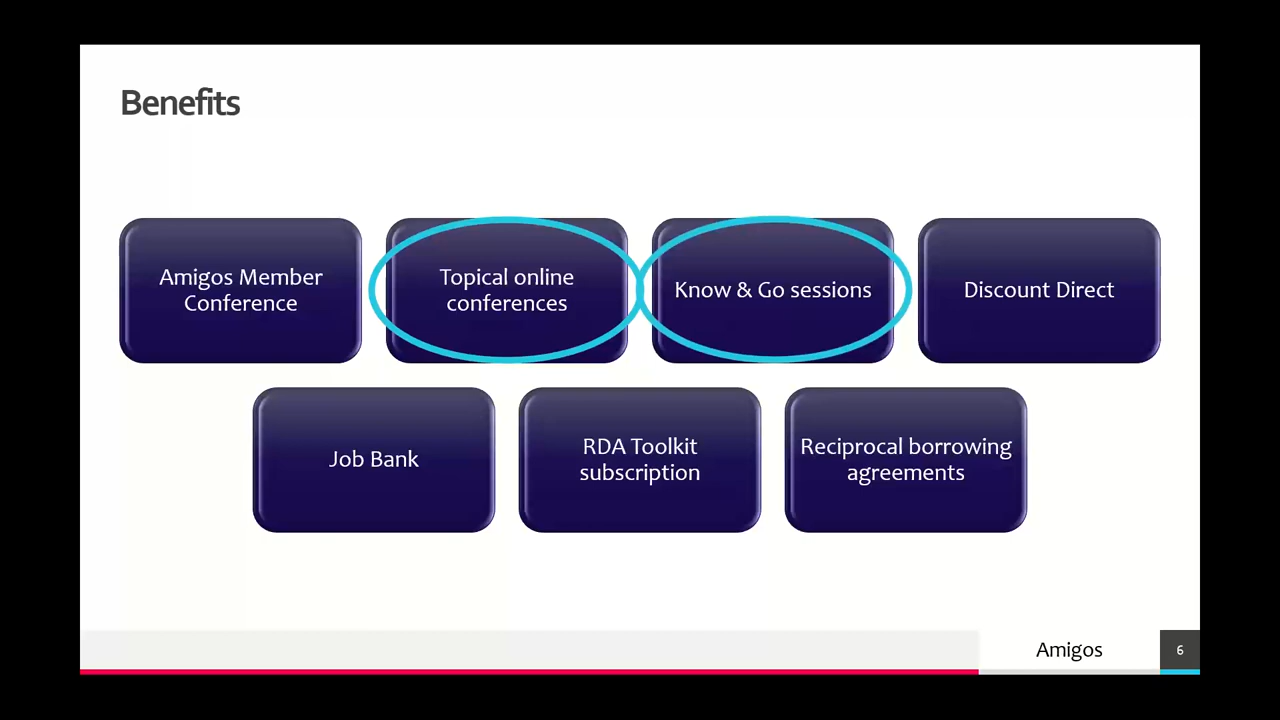 Benefits
Amigos Member
Conference
Topical online
conferences
Know & Go sessions
Discount Direct
Job Bank
RDA Toolkit
subscription
Reciprocal borrowing
agreements
Amigos
6